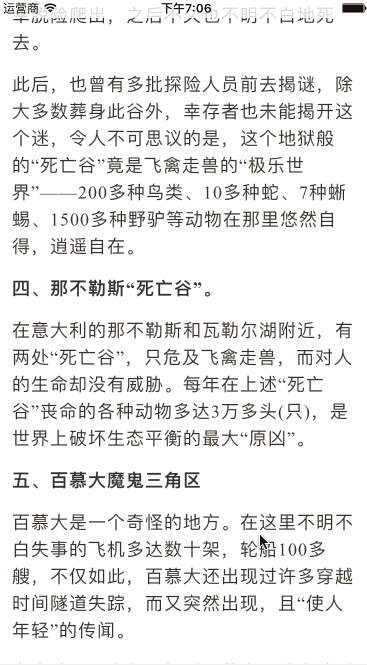 运营商 下午7:06
幸脱险爬出，之后不久也不明不白地死
去。
此后，也曾有多批探险人员前去揭谜，除
大多数葬身此谷外，幸存者也未能揭开这
个迷，令人不可思议的是，这个地狱般
的“死亡谷”竟是飞禽走兽的“极乐世
界”——200多种鸟类、10多种蛇、7种蜥
蜴、1500多种野驴等动物在那里悠然自
得，逍遥自在。
四、那不勒斯“死亡谷”。
在意大利的那不勒斯和瓦勒尔湖附近，有
两处“死亡谷”，只危及飞禽走兽，而对人
的生命却没有威胁。每年在上述“死亡
谷”丧命的各种动物多达3万多头(只)，是
世界上破坏生态平衡的最大“原凶”。
五、百慕大魔鬼三角区
百慕大是一个奇怪的地方。在这里不明不
白失事的飞机多达数十架，轮船100多
艘，不仅如此，百慕大还出现过许多穿越
时间隧道失踪，而又突然出现，且“使人
年轻”的传闻。